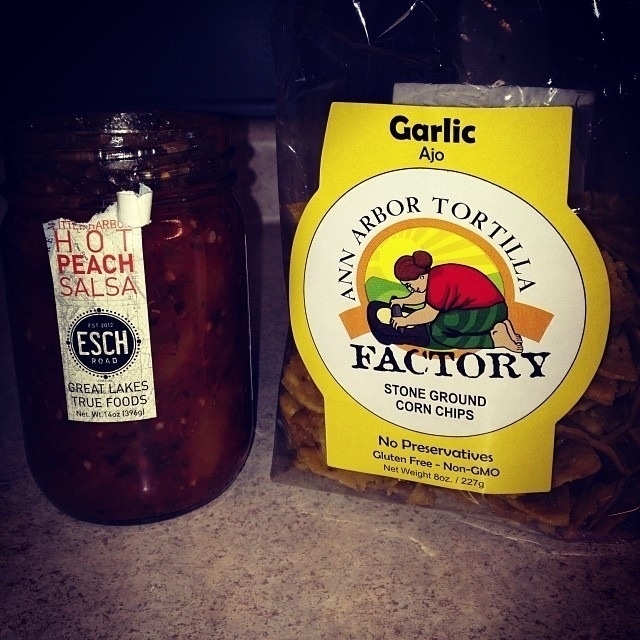 HOT
PEACH
SALSA
EST 2012
ESCH
ROAD
GREAT LAKES
TRUE FOODS
Net. Wt. 14oz (396g)
Garlic
Ajo
ANN ARBOR TORTILLA
FACTORY
STONE GROUND
CORN CHIPS
No Preservatives
Gluten Free - Non-GMO
Net Weight 8oz. / 227g